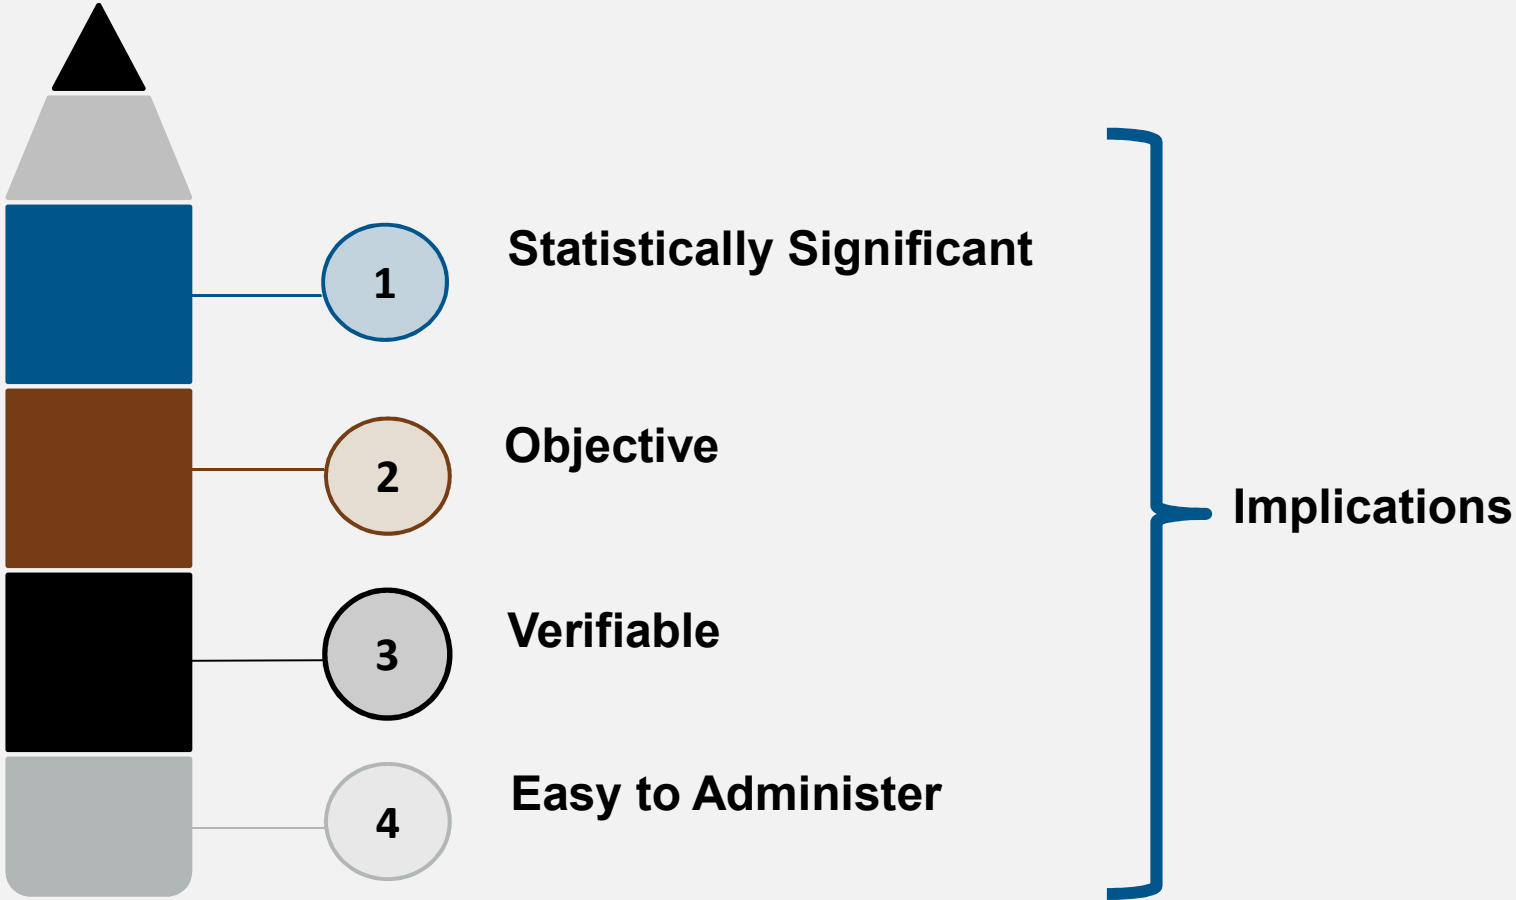 1
Statistically Significant
2
Objective
3
Verifiable
4
Easy to Administer
Implications